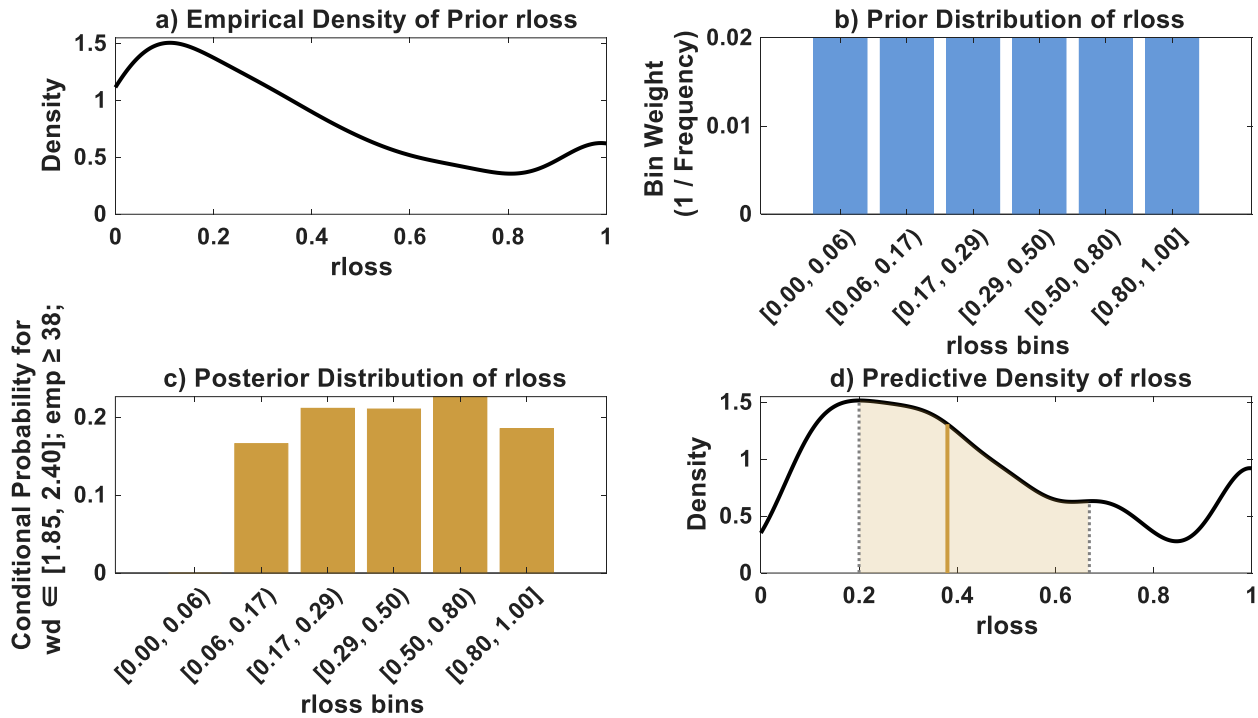 a) Empirical Density of Prior rloss
1.5
1
0.5
0
Density
0 0.2 0.4 0.6 0.8 1
rloss
b) Prior Distribution of rloss
0.02
0.01
0
Bin Weight
(1 / Frequency)
[0.00, 0.06)
[0.06, 0.17)
[0.17, 0.29)
[0.29, 0.50)
[0.50, 0.80)
[0.80, 1.00]
rloss bins
c) Posterior Distribution of rloss
0.2
0.1
0
Conditional Probability for
wd ∈ [1.85, 2.40]; emp ≥ 38;
[0.00, 0.06)
[0.06, 0.17)
[0.17, 0.29)
[0.29, 0.50)
[0.50, 0.80)
[0.80, 1.00]
rloss bins
d) Predictive Density of rloss
1.5
1
0.5
0
Density
0 0.2 0.4 0.6 0.8 1
rloss